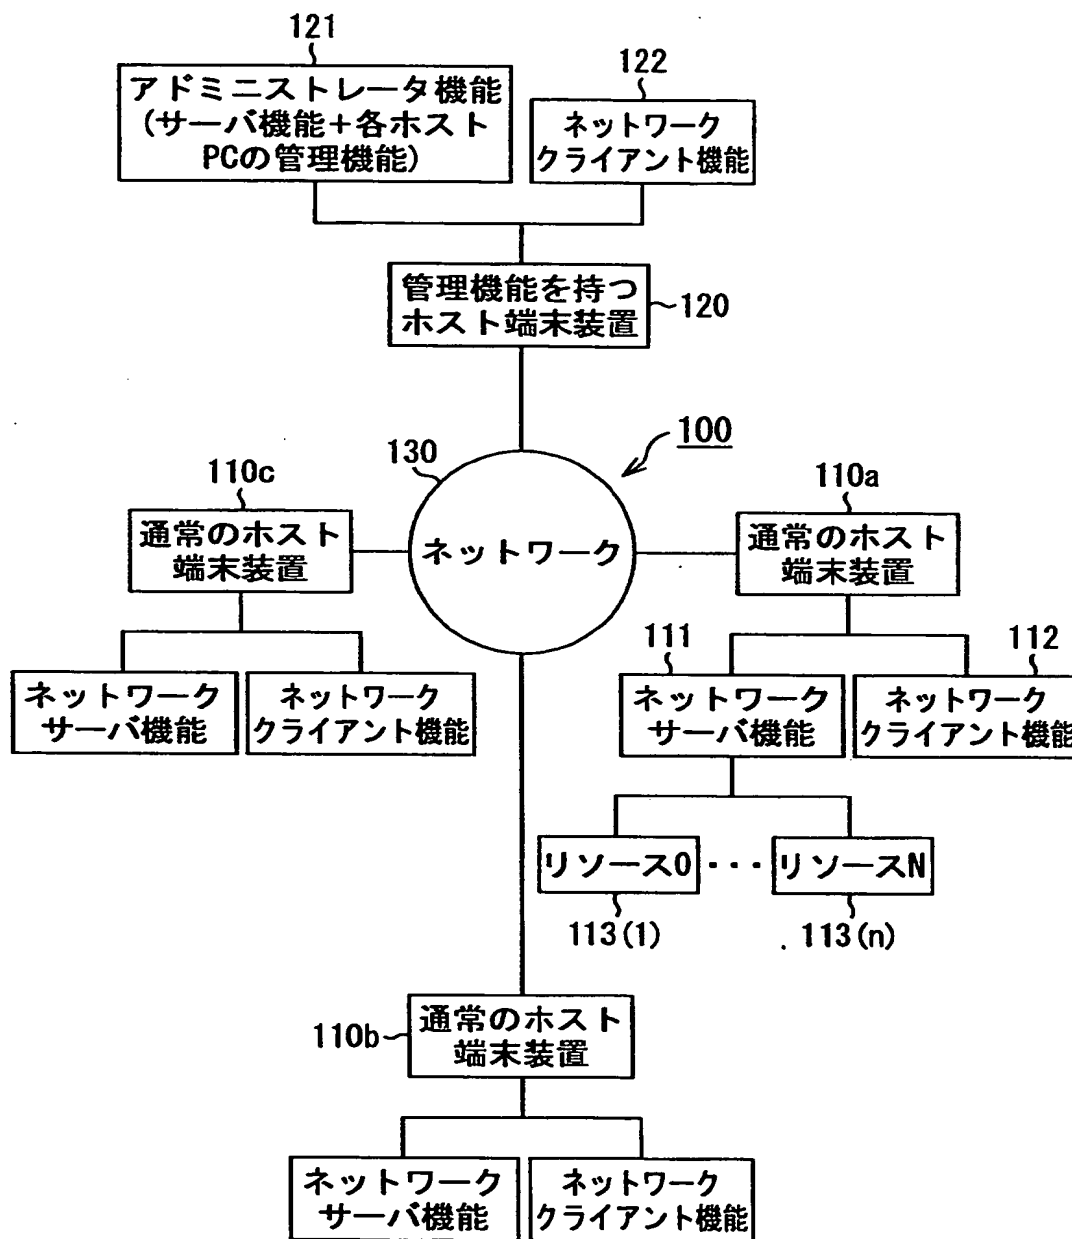 121
アドミニストレータ機能
(サーバ機能+各ホスト
PCの管理機能)
122
ネットワーク
クライアント機能
管理機能を持つ
ホスト端末装置
120
100
130
ネットワーク
110c
通常のホスト
端末装置
ネットワーク
サーバ機能
ネットワーク
クライアント機能
110a
通常のホスト
端末装置
111
ネットワーク
サーバ機能
112
ネットワーク
クライアント機能
リソース0
・・・
リソースN
113(1)
113(n)
110b
通常のホスト
端末装置
ネットワーク
サーバ機能
ネットワーク
クライアント機能